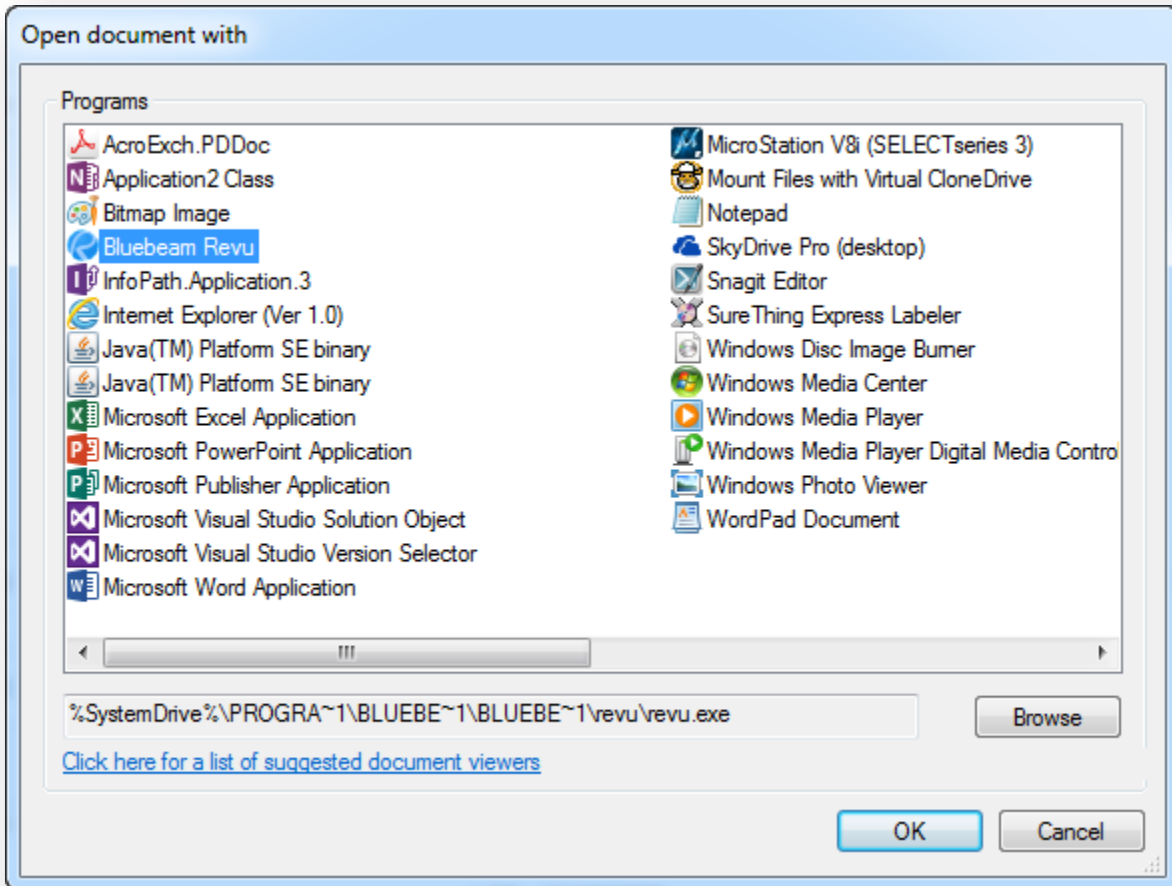 Open document with
Programs
AcroExch.PDDoc
Application2 Class
Bitmap Image
Bluebeam Revu
InfoPath.Application.3
Internet Explorer (Ver 1.0)
Java(TM) Platform SE binary
Java(TM) Platform SE binary
Microsoft Excel Application
Microsoft PowerPoint Application
Microsoft Publisher Application
Microsoft Visual Studio Solution Object
Microsoft Visual Studio Version Selector
Microsoft Word Application
MicroStation V8i (SELECTseries 3)
Mount Files with Virtual CloneDrive
Notepad
SkyDrive Pro (desktop)
Snagit Editor
SureThing Express Labeler
Windows Disc Image Burner
Windows Media Center
Windows Media Player
Windows Media Player Digital Media Contro
Windows Photo Viewer
WordPad Document
%SystemDrive%\PROGRA~1\BLUEBE~1\BLUEBE~1\revu\revu.exe
Browse
Click here for a list of suggested document viewers
OK
Cancel